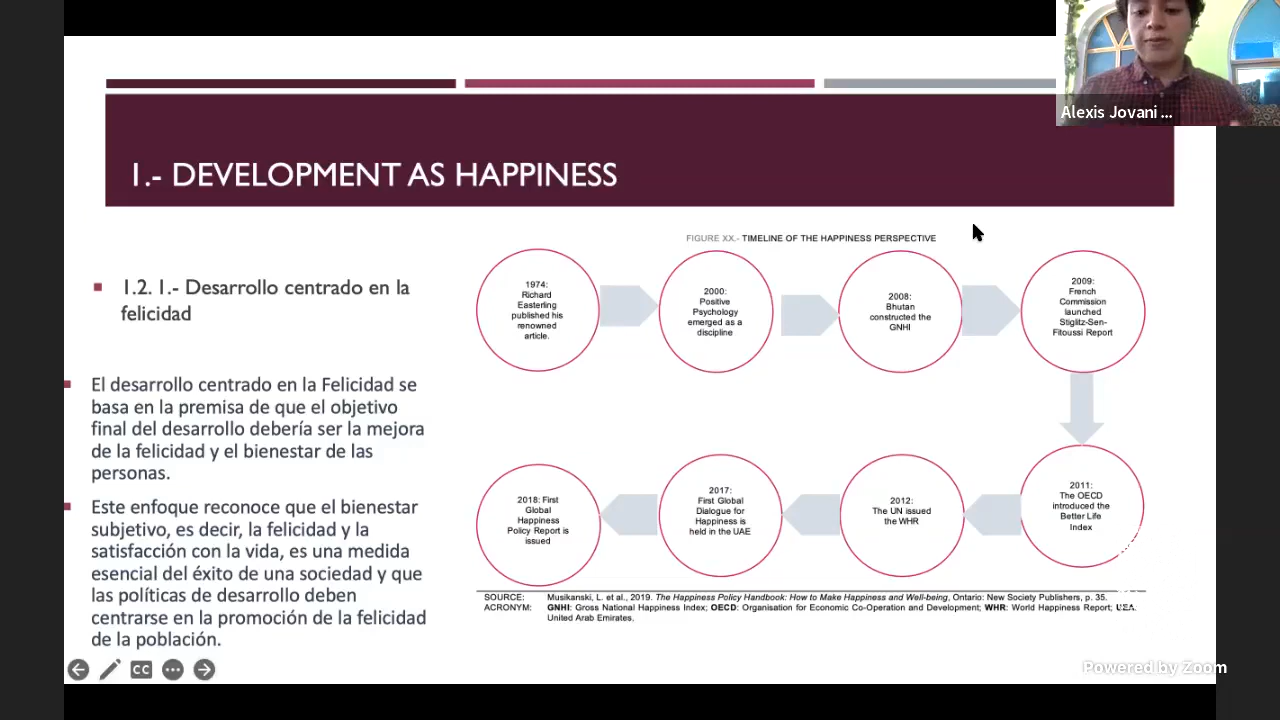 Alexis Jovani ...
1.- DEVELOPMENT AS HAPPINESS
1.2. 1.- Desarrollo centrado en la
felicidad
El desarrollo centrado en la Felicidad se
basa en la premisa de que el objetivo
final del desarrollo debería ser la mejora
de la felicidad y el bienestar de las
personas.
Este enfoque reconoce que el bienestar
subjetivo, es decir, la felicidad y la
satisfacción con la vida, es una medida
esencial del éxito de una sociedad y que
las políticas de desarrollo deben
centrarse en la promoción de la felicidad
de la población.
FIGURE XX.- TIMELINE OF THE HAPPINESS PERSPECTIVE
1974:
Richard
Easterling
published his
renowned
article.
2000:
Positive
Psychology
emerged as a
discipline
2008:
Bhutan
constructed the
GNHI
2009:
French
Commission
launched
Stiglitz-Sen-
Fitoussi Report
2011:
The OECD
introduced the
Better Life
Index
2012:
The UN issued
the WHR
2017:
First Global
Dialogue for
Happiness is
held in the UAE
2018: First
Global
Happiness
Policy Report is
issued
SOURCE: Musikanski, L. et al., 2019. The Happiness Policy Handbook: How to Make Happiness and Well-being, Ontario: New Society Publishers, p. 35.
ACRONYM: GNHI: Gross National Happiness Index; OECD: Organisation for Economic Co-Operation and Development; WHR: World Happiness Report; UEA.
United Arab Emirates.
CC
Powered by Zoom